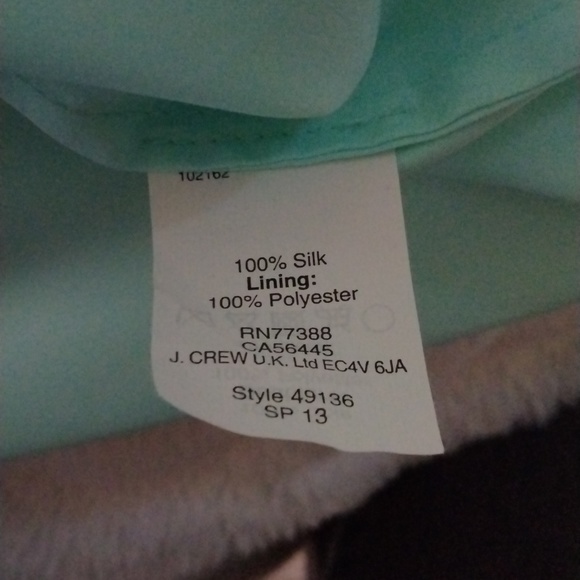 102162
100% Silk
Lining:
100% Polyester
RN77388
CA56445
J. CREW U.K. Ltd EC4V 6JA
Style 49136
SP 13